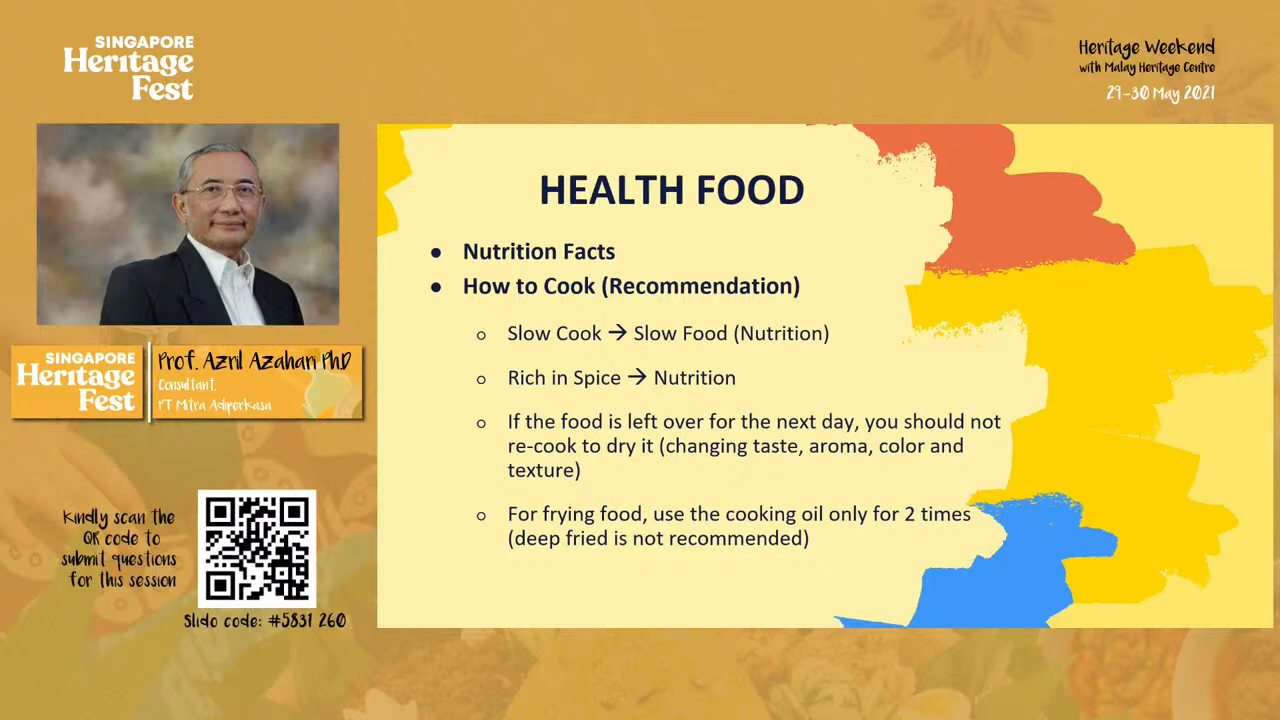 SINGAPORE
Heritage
Fest
Heritage Weekend
with Malay Heritage Centre
29-30 May 2021
HEALTH FOOD
● Nutrition Facts
● How to Cook (Recommendation)
○ Slow Cook → Slow Food (Nutrition)
○ Rich in Spice → Nutrition
○ If the food is left over for the next day, you should not
re-cook to dry it (changing taste, aroma, color and
texture)
○ For frying food, use the cooking oil only for 2 times
(deep fried is not recommended)
SINGAPORE
Heritage
Fest
Prof. Azril Azahari PhD
Consultant,
PT Mitra Adiperkasa
Kindly scan the
QR code to
submit questions
for this session
Slido code: #5831 260